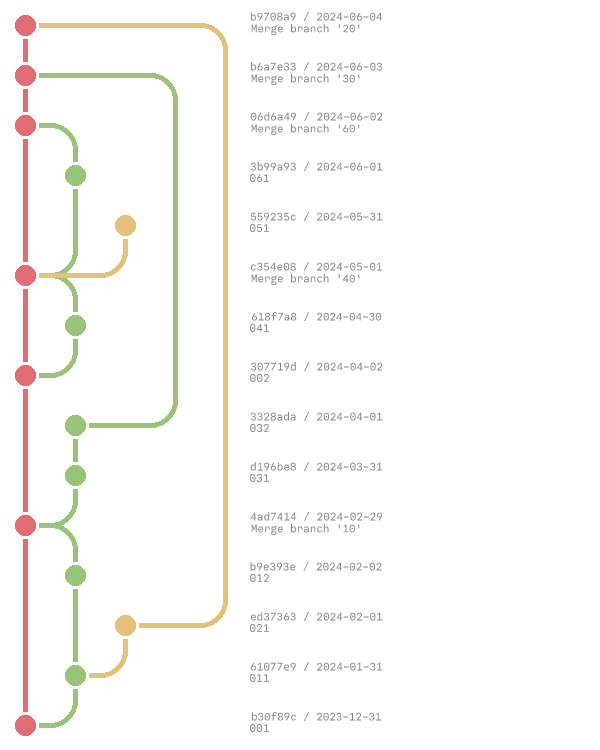 b9708a9 / 2024-06-04
Merge branch '20'
b6a7e33 / 2024-06-03
Merge branch '30'
06d6a49 / 2024-06-02
Merge branch '60'
3b99a93 / 2024-06-01
061
559235c / 2024-05-31
051
c354e08 / 2024-05-01
Merge branch '40'
618f7a8 / 2024-04-30
041
307719d / 2024-04-02
002
3328ada / 2024-04-01
032
d196be8 / 2024-03-31
031
4ad7414 / 2024-02-29
Merge branch '10'
b9e393e / 2024-02-02
012
ed37363 / 2024-02-01
021
61077e9 / 2024-01-31
011
b30f89c / 2023-12-31
001